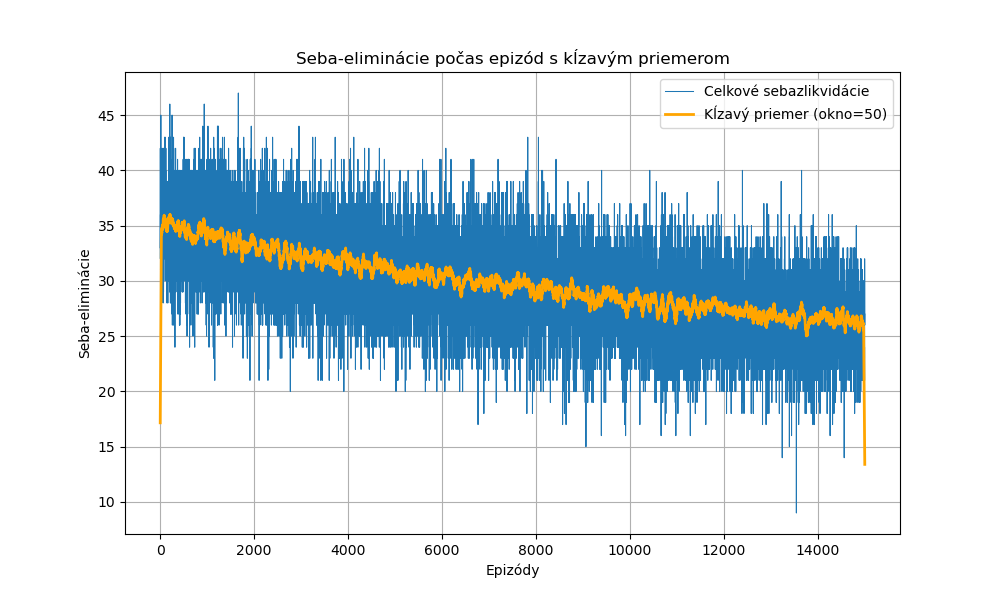 Seba-eliminácie počas epizód s kĺzavým priemerom
Celkové sebazlikvidácie
Kĺzavý priemer (okno=50)
Seba-eliminácie
45
40
35
30
25
20
15
10
0 2000 4000 6000 8000 10000 12000 14000
Epizódy